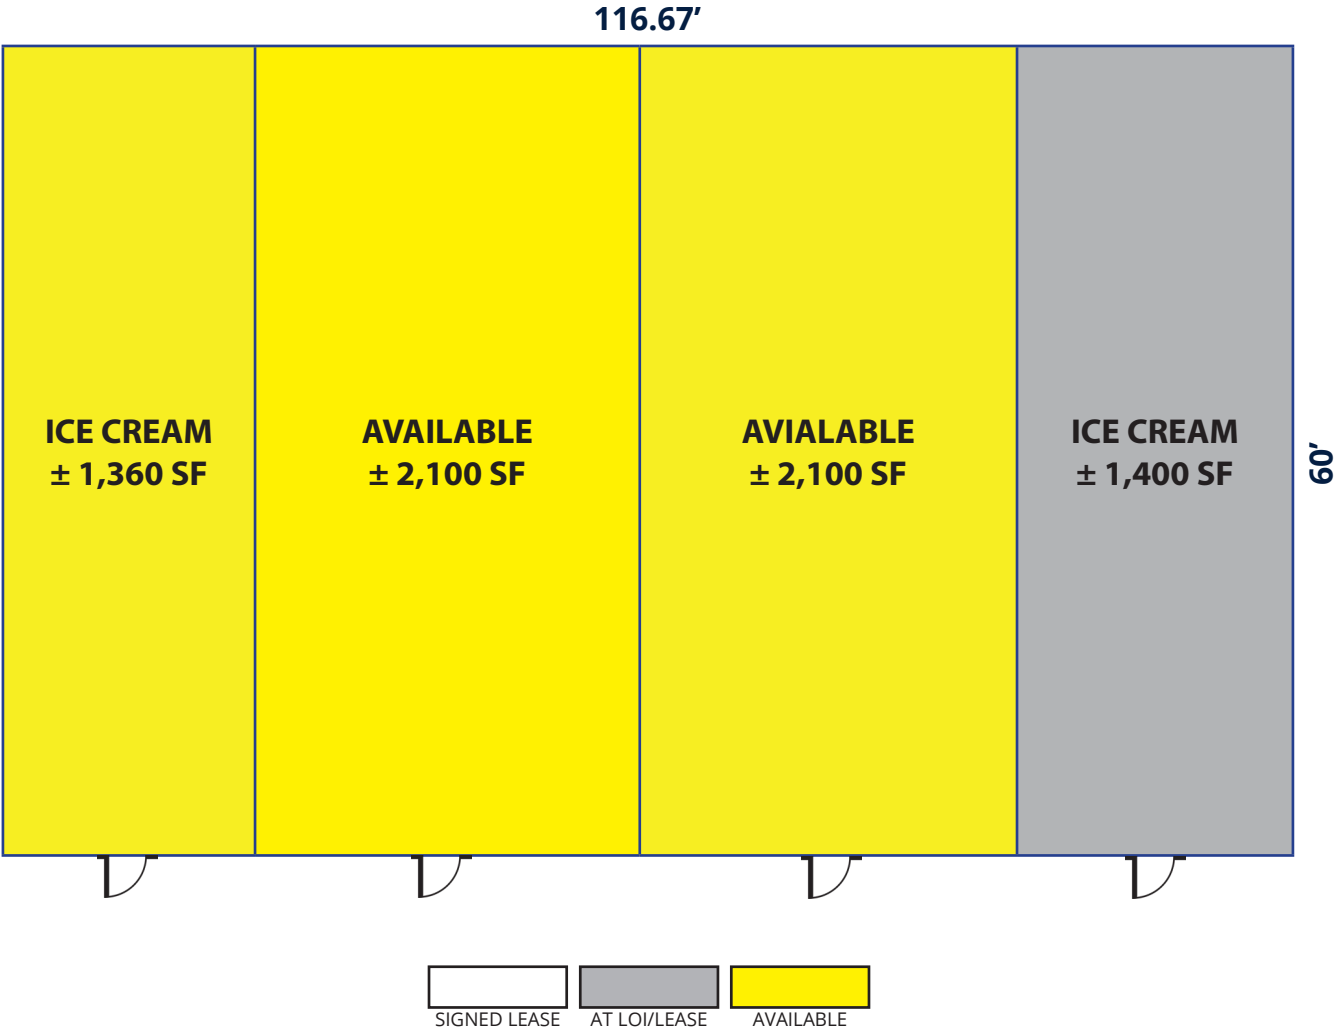 116.67’
ICE CREAM
± 1,360 SF
AVAILABLE
± 2,100 SF
AVIALABLE
± 2,100 SF
ICE CREAM
± 1,400 SF
60’
SIGNED LEASE
AT LOI/LEASE
AVAILABLE